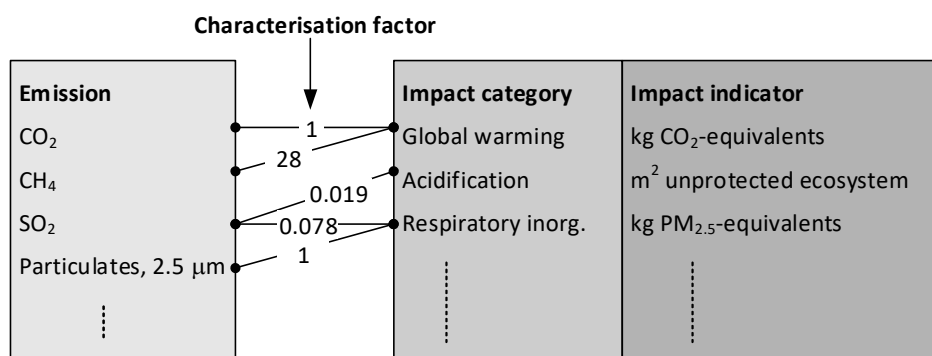 Characterisation factor
Emission Impact category Impact indicator
CO₂ 1 Global warming kg CO₂-equivalents
28
CH₄ Acidification m² unprotected ecosystem
0.019
SO₂ 0.078 Respiratory inorg. kg PM₂.₅-equivalents
Particulates, 2.5 μm 1